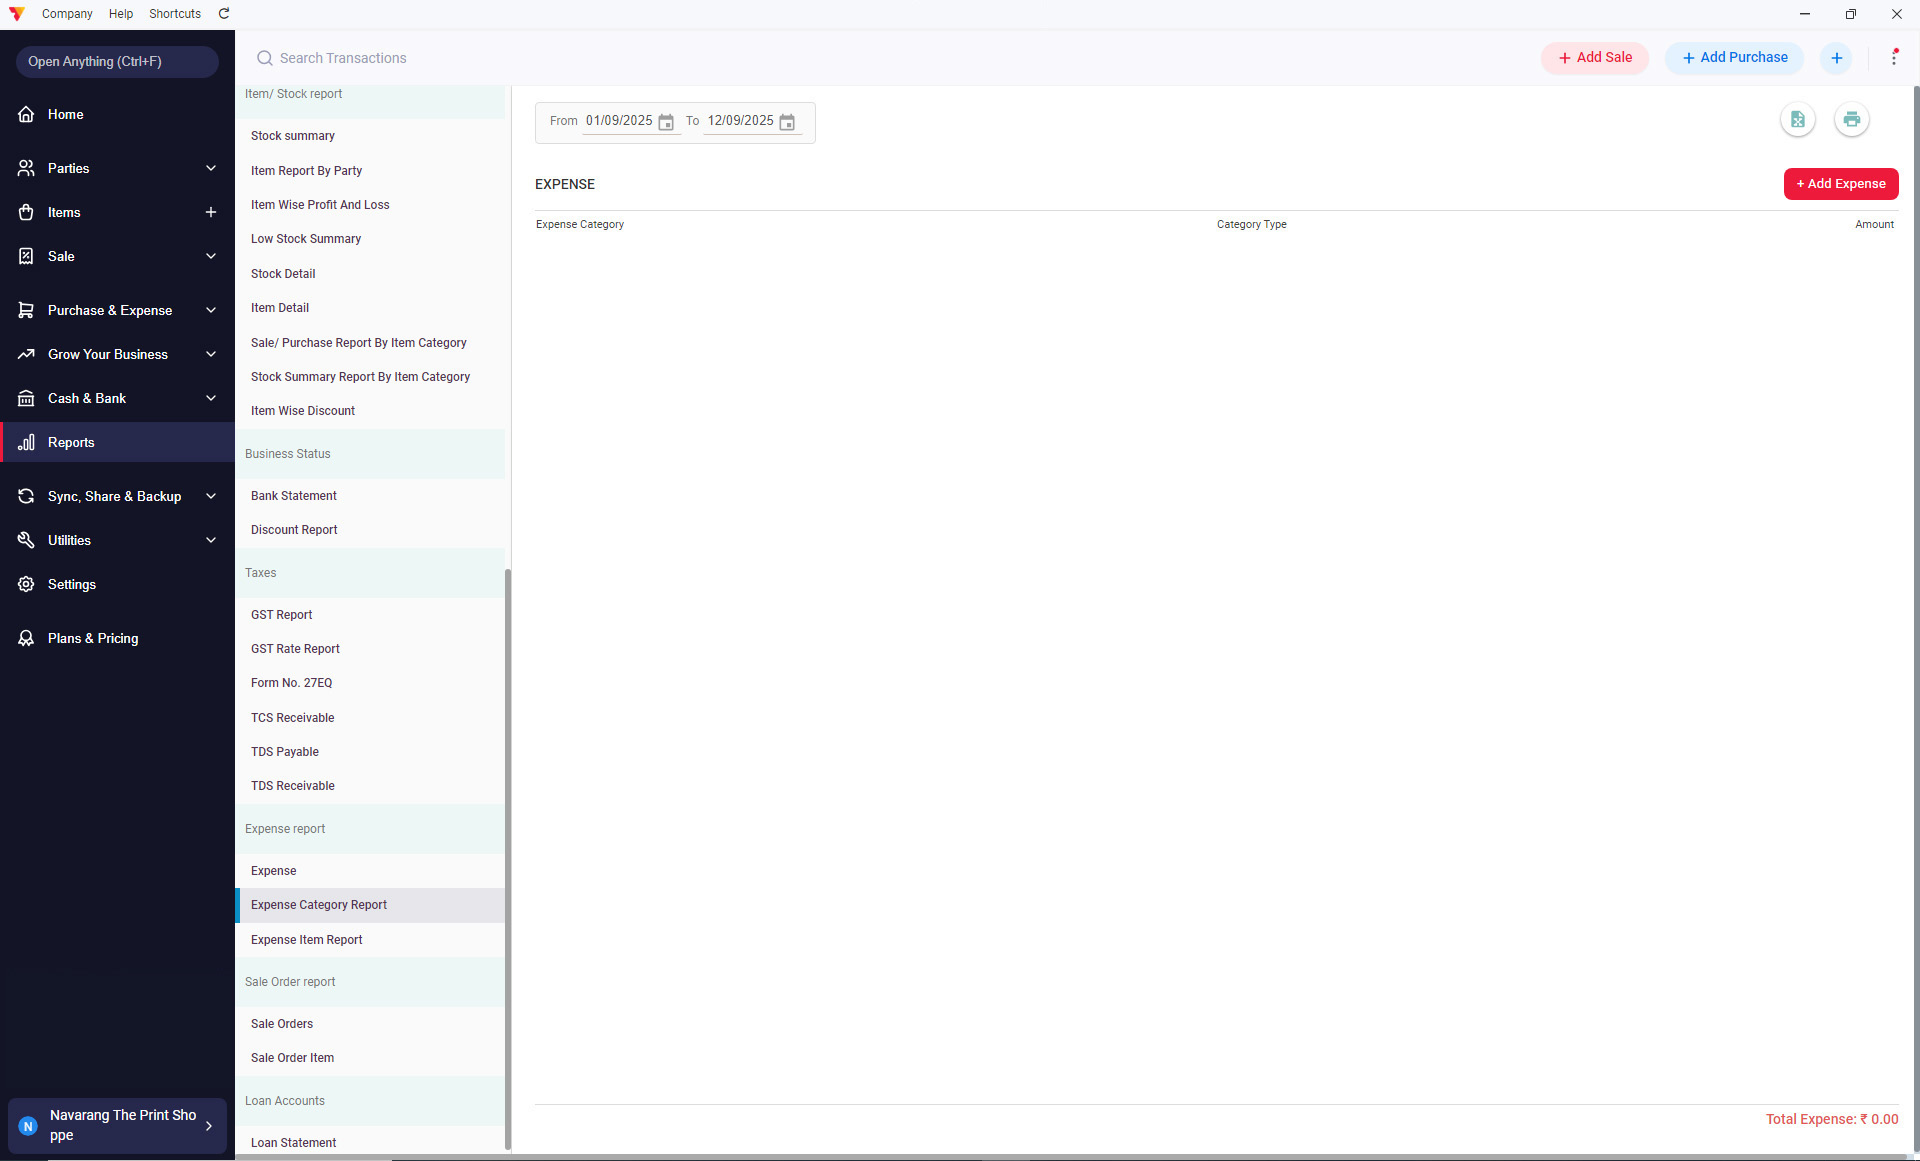 Company Help Shortcuts
Open Anything (Ctrl+F)
Home
Parties
Items
Sale
Purchase & Expense
Grow Your Business
Cash & Bank
Reports
Sync, Share & Backup
Utilities
Settings
Plans & Pricing
N
Navarang The Print Sho
ppe
Search Transactions
Add Sale
Add Purchase
Item/ Stock report
Stock summary
Item Report By Party
Item Wise Profit And Loss
Low Stock Summary
Stock Detail
Item Detail
Sale/ Purchase Report By Item Category
Stock Summary Report By Item Category
Item Wise Discount
Business Status
Bank Statement
Discount Report
Taxes
GST Report
GST Rate Report
Form No. 27EQ
TCS Receivable
TDS Payable
TDS Receivable
Expense report
Expense
Expense Category Report
Expense Item Report
Sale Order report
Sale Orders
Sale Order Item
Loan Accounts
Loan Statement
From 01/09/2025 To 12/09/2025
EXPENSE
+ Add Expense
Expense Category Category Type Amount
Total Expense: ₹ 0.00